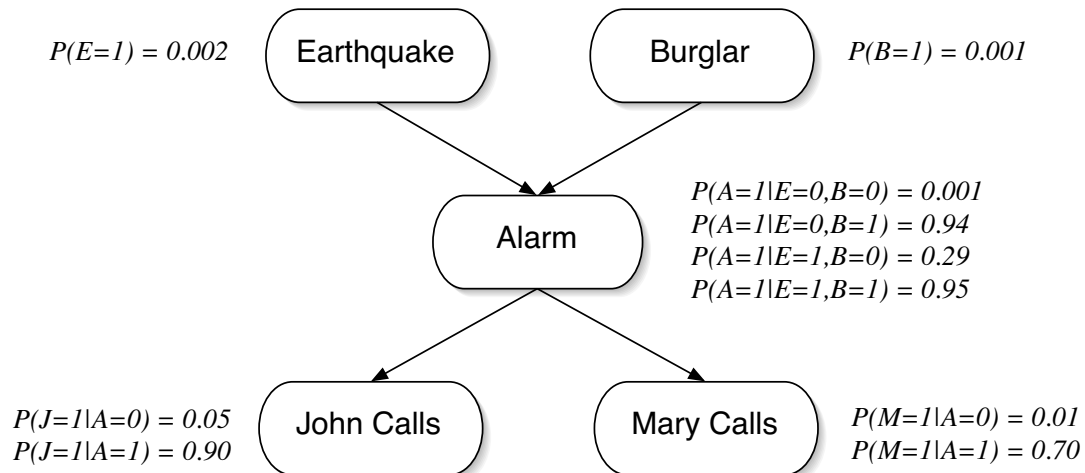 P(E=1) = 0.002
Earthquake
Burglar
P(B=1) = 0.001
Alarm
P(A=1|E=0,B=0) = 0.001
P(A=1|E=0,B=1) = 0.94
P(A=1|E=1,B=0) = 0.29
P(A=1|E=1,B=1) = 0.95
P(J=1|A=0) = 0.05
P(J=1|A=1) = 0.90
John Calls
Mary Calls
P(M=1|A=0) = 0.01
P(M=1|A=1) = 0.70